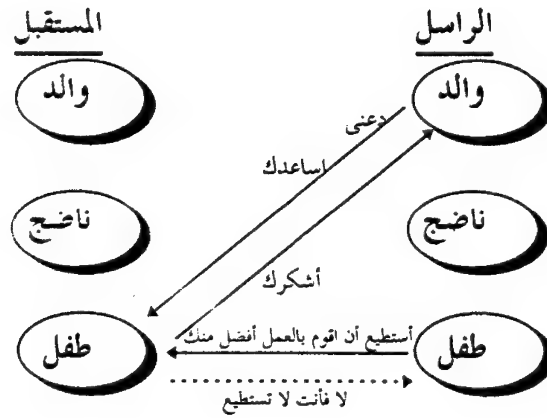 الراسل
المستقبل
والد
والد
دعنى
اساعدك
ناضج
ناضج
أشكرك
طفل
أستطيع أن اقوم بالعمل أفضل منك
طفل
لا فأنت لا تستطيع